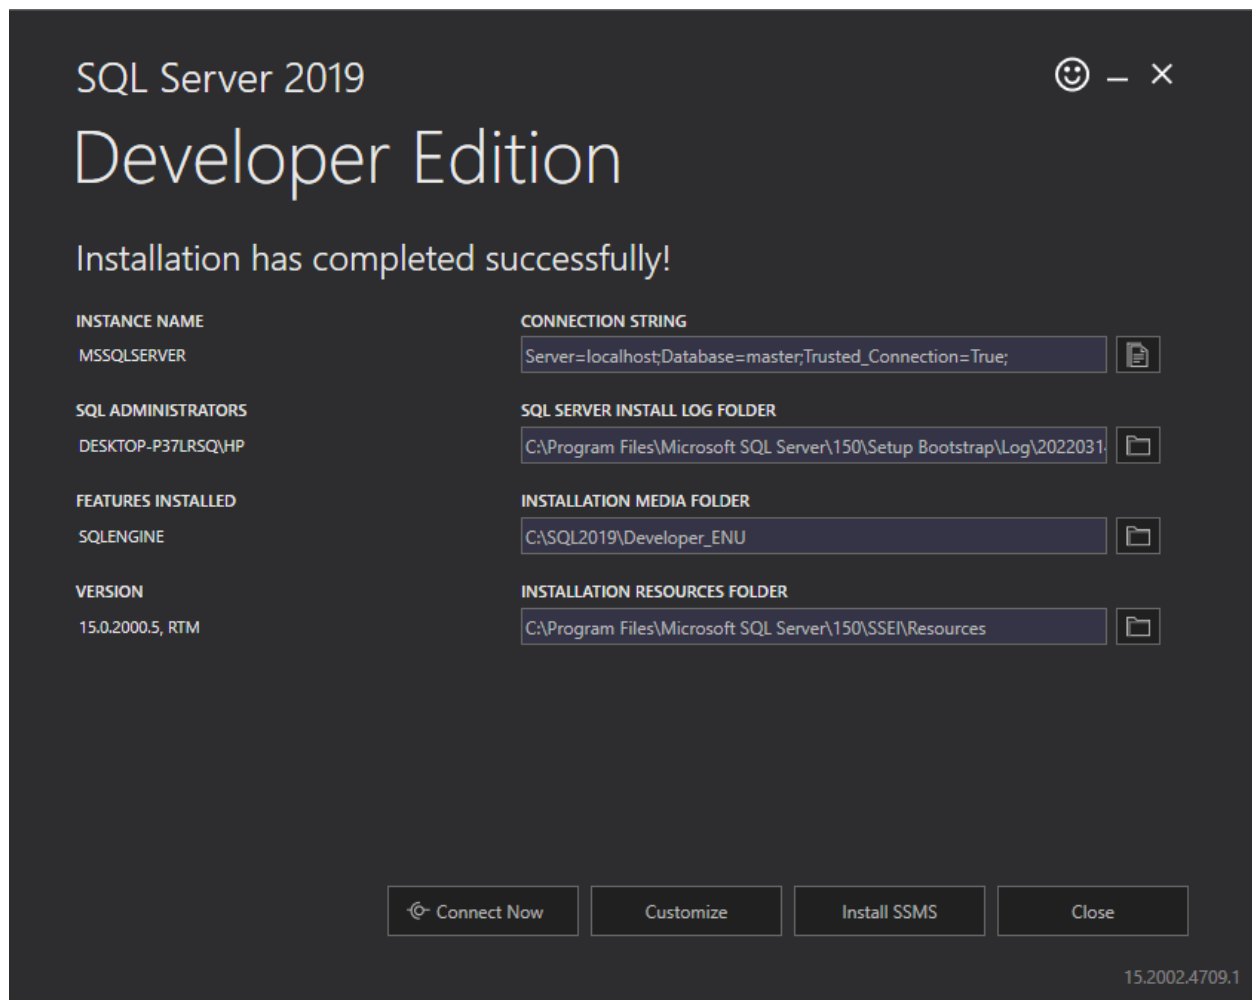 SQL Server 2019
Developer Edition
Installation has completed successfully!
INSTANCE NAME
MSSQLSERVER
CONNECTION STRING
Server=localhost;Database=master;Trusted_Connection=True;
SQL ADMINISTRATORS
DESKTOP-P37LRSQ\HP
SQL SERVER INSTALL LOG FOLDER
C:\Program Files\Microsoft SQL Server\150\Setup Bootstrap\Log\2022031
FEATURES INSTALLED
SQLENGINE
INSTALLATION MEDIA FOLDER
C:\SQL2019\Developer_ENU
VERSION
15.0.2000.5, RTM
INSTALLATION RESOURCES FOLDER
C:\Program Files\Microsoft SQL Server\150\SSEI\Resources
Connect Now
Customize
Install SSMS
Close
15.2002.4709.1